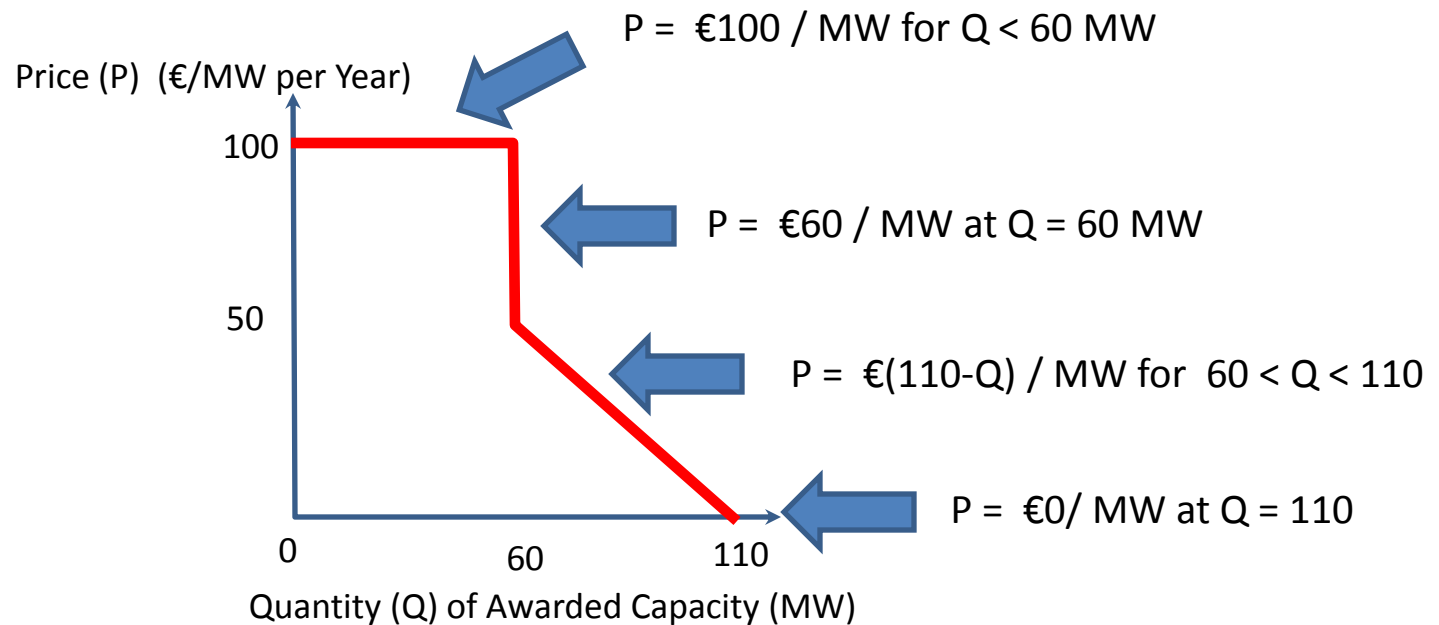 P = €100 / MW for Q < 60 MW
Price (P) (€/MW per Year)
100
P = €60 / MW at Q = 60 MW
50
P = €(110-Q) / MW for 60 < Q < 110
P = €0/ MW at Q = 110
0
60
110
Quantity (Q) of Awarded Capacity (MW)